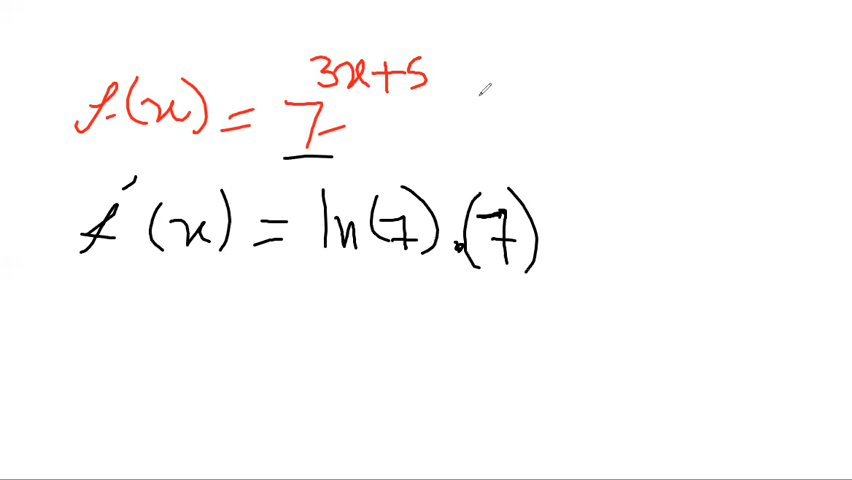 f(x) = 7^{3x+5}
f'(x) = ln(7).(7)